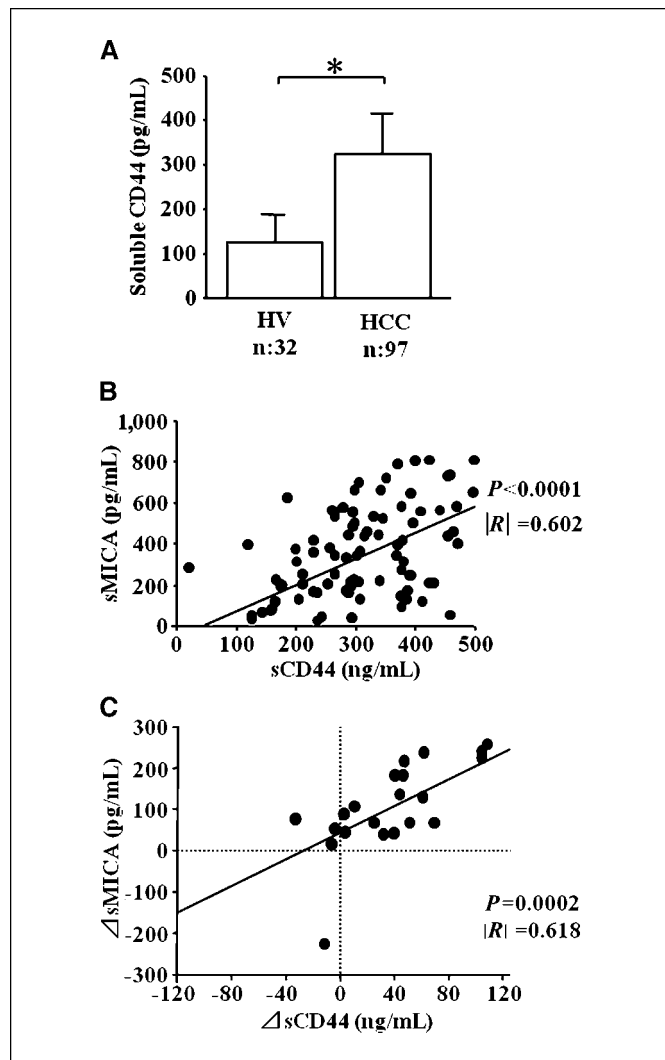 A
*
Soluble CD44 (pg/mL)
500
400
300
200
100
0
HV
HCC
n:32
n:97
B
sMICA (pg/mL)
1,000
800
600
400
200
0
0
100
200
300
400
500
sCD44 (ng/mL)
P<0.0001
|R| =0.602
C
⊿sMICA (pg/mL)
300
200
100
0
-100
-200
-300
-120
-80
-40
0
40
80
120
⊿sCD44 (ng/mL)
P=0.0002
|R| =0.618